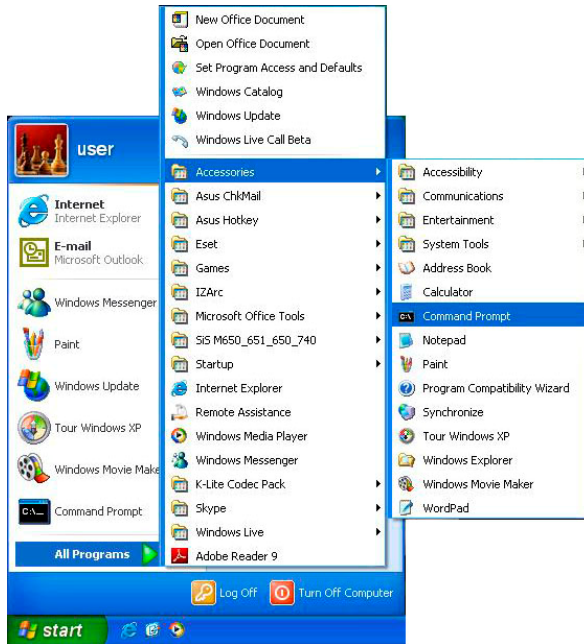 New Office Document
Open Office Document
Set Program Access and Defaults
Windows Catalog
Windows Update
Windows Live Call Beta
user
Internet
Internet Explorer
E-mail
Microsoft Outlook
Windows Messenger
Paint
Windows Update
Tour Windows XP
Windows Movie Make
C:\_
Command Prompt
All Programs
Accessories
Asus ChkMail
Asus Hotkey
Eset
Games
IZArc
Microsoft Office Tools
SiS M650_651_650_740
Startup
Internet Explorer
Remote Assistance
Windows Media Player
Windows Messenger
K-Lite Codec Pack
Skype
Windows Live
Adobe Reader 9
Accessibility
Communications
Entertainment
System Tools
Address Book
Calculator
Command Prompt
Notepad
Paint
Program Compatibility Wizard
Synchronize
Tour Windows XP
Windows Explorer
Windows Movie Maker
WordPad
Log Off
Turn Off Computer
start